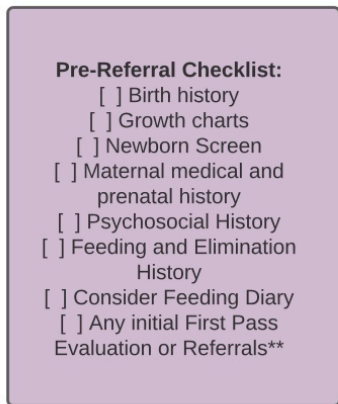 Pre-Referral Checklist:
[ ] Birth history
[ ] Growth charts
[ ] Newborn Screen
[ ] Maternal medical and
prenatal history
[ ] Psychosocial History
[ ] Feeding and Elimination
History
[ ] Consider Feeding Diary
[ ] Any initial First Pass
Evaluation or Referrals**